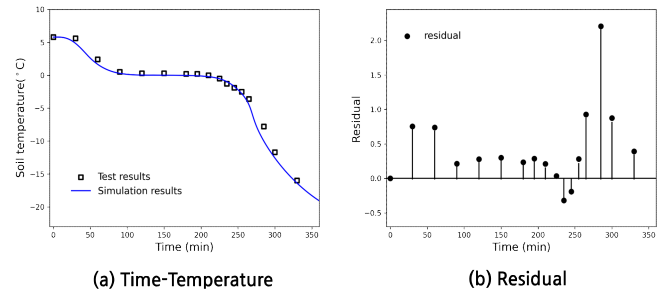 10
5
0
−5
−10
−15
−20
Soil temperature(°C)
Test results
Simulation results
0 50 100 150 200 250 300 350
Time (min)
(a) Time-Temperature
2.0
1.5
1.0
0.5
0.0
−0.5
Residual
residual
0 50 100 150 200 250 300 350
Time (min)
(b) Residual